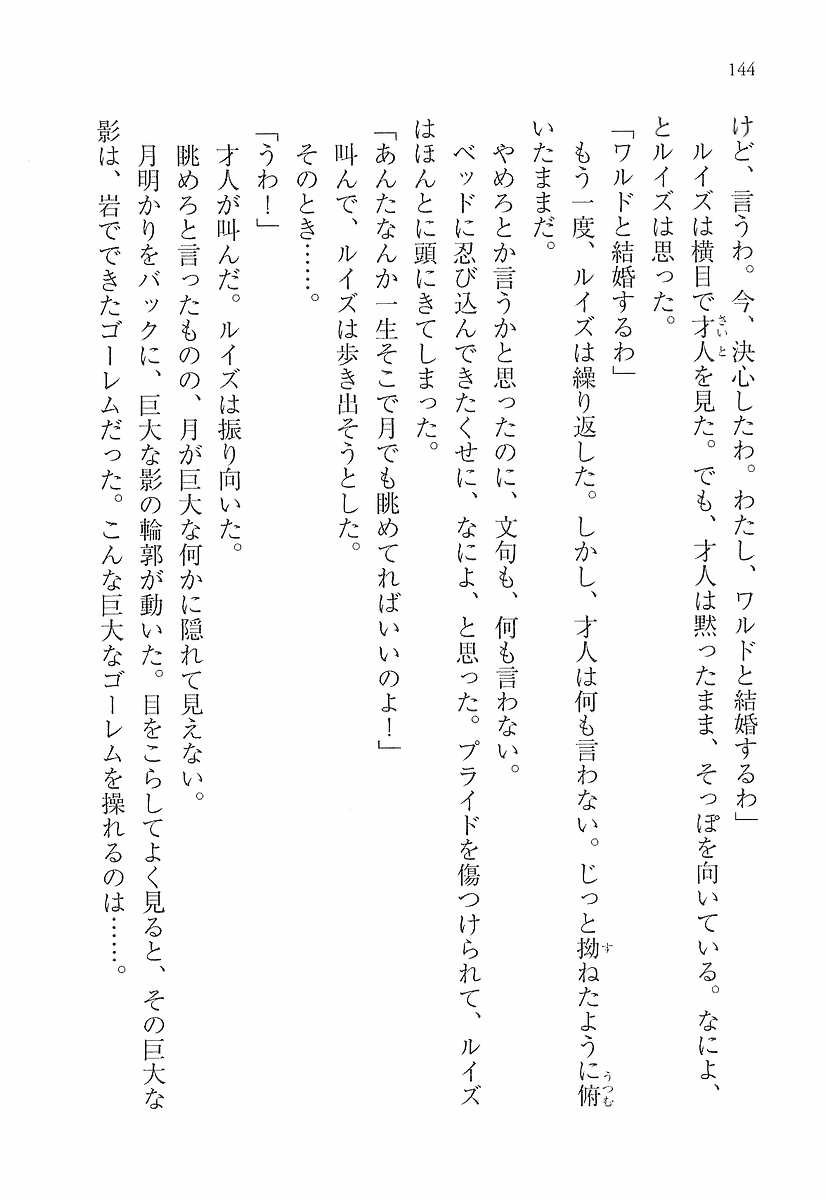 144
けど、言うわ。今、決心したわ。わたし、ワルドと結婚するわ」
ルイズは横目で才人を見た。でも、才人は黙ったまま、そっぽを向いている。なによ、
さいと
とルイズは思った。
「ワルドと結婚するわ」
もう一度、ルイズは繰り返した。しかし、才人は何も言わない。じっと拗ねたように俯
す
うつむ
いたままだ。
やめろとか言うかと思ったのに、文句も、何も言わない。
ベッドに忍び込んできたくせに、なによ、と思った。プライドを傷つけられて、ルイズ
はほんとに頭にきてしまった。
「あんたなんか一生そこで月でも眺めてればいいのよ！」
叫んで、ルイズは歩き出そうとした。
そのとき……。
「うわ！」
才人が叫んだ。ルイズは振り向いた。
眺めろと言ったものの、月が巨大な何かに隠れて見えない。
月明かりをバックに、巨大な影の輪郭が動いた。目をこらしてよく見ると、その巨大な
影は、岩でできたゴーレムだった。こんな巨大なゴーレムを操れるのは……。